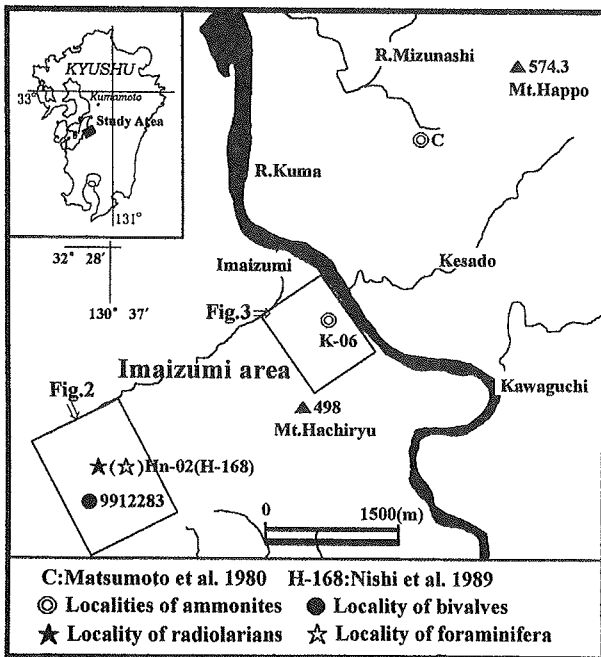 KYUSHU
33°
Kumamoto
Study Area
131°
32° 28'
130° 37'
R.Mizunashi
574.3
Mt.Happo
C
R.Kuma
Imaizumi
Kesado
Fig.3
K-06
Imaizumi area
Kawaguchi
Fig.2
498
Mt.Hachiryu
(☆)Hn-02(H-168)
9912283
0 1500(m)
C:Matsumoto et al. 1980 H-168:Nishi et al. 1989
◎ Localities of ammonites ● Locality of bivalves
★ Locality of radiolarians ☆ Locality of foraminifera